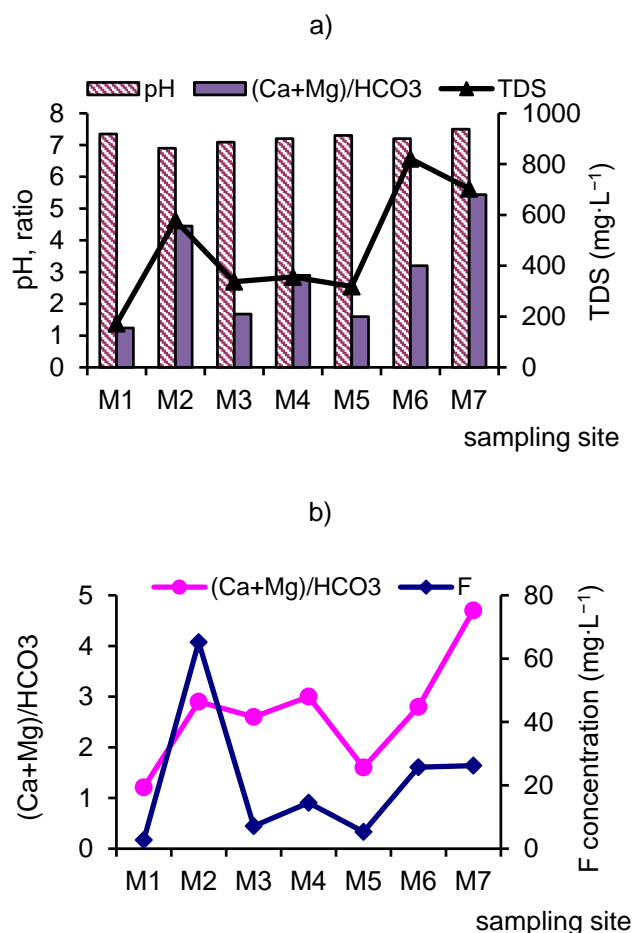 a)
pH (Ca+Mg)/HCO3 TDS
8 1000
7
6 800
5 600
4
3 400
2 200
1
0 0
pH, ratio
TDS (mg·L⁻¹)
M1 M2 M3 M4 M5 M6 M7
sampling site
b)
(Ca+Mg)/HCO3 F
5 80
4 60
3
2 40
1 20
0 0
(Ca+Mg)/HCO3
F concentration (mg·L⁻¹)
M1 M2 M3 M4 M5 M6 M7
sampling site